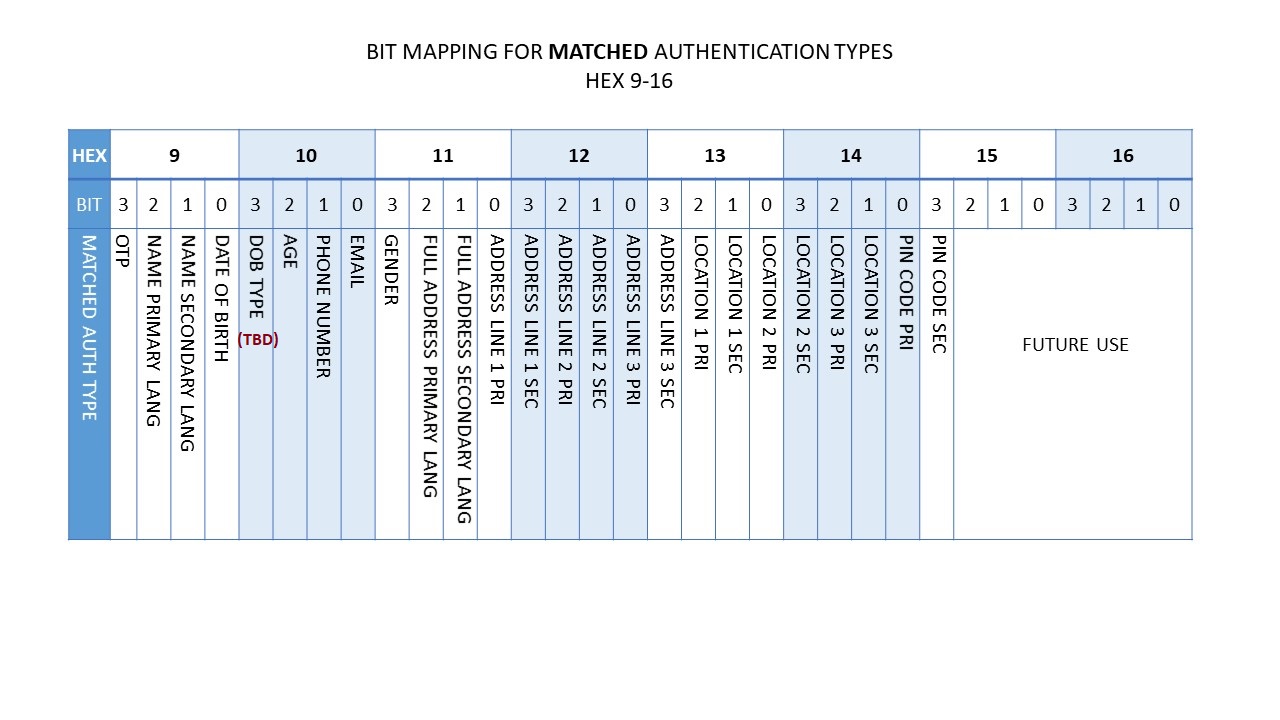 BIT MAPPING FOR MATCHED AUTHENTICATION TYPES
HEX 9-16
HEX 9 10 11 12 13 14 15 16
BIT 3 2 1 0 3 2 1 0 3 2 1 0 3 2 1 0 3 2 1 0 3 2 1 0 3 2 1 0 3 2 1 0
MATCHED AUTH TYPE
OTP
NAME PRIMARY LANG
NAME SECONDARY LANG
DATE OF BIRTH
DOB TYPE
(TBD)
AGE
PHONE NUMBER
EMAIL
GENDER
FULL ADDRESS PRIMARY LANG
FULL ADDRESS SECONDARY LANG
ADDRESS LINE 1 PRI
ADDRESS LINE 1 SEC
ADDRESS LINE 2 PRI
ADDRESS LINE 2 SEC
ADDRESS LINE 3 PRI
ADDRESS LINE 3 SEC
LOCATION 1 PRI
LOCATION 1 SEC
LOCATION 2 PRI
LOCATION 2 SEC
LOCATION 3 PRI
LOCATION 3 SEC
PIN CODE PRI
PIN CODE SEC
FUTURE USE